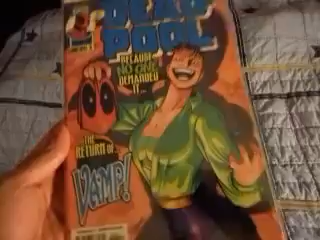 DEAD
POOL
BECAUSE
NO ONE
DEMANDED
IT...
...THE
RETURN OF...
VAMP!